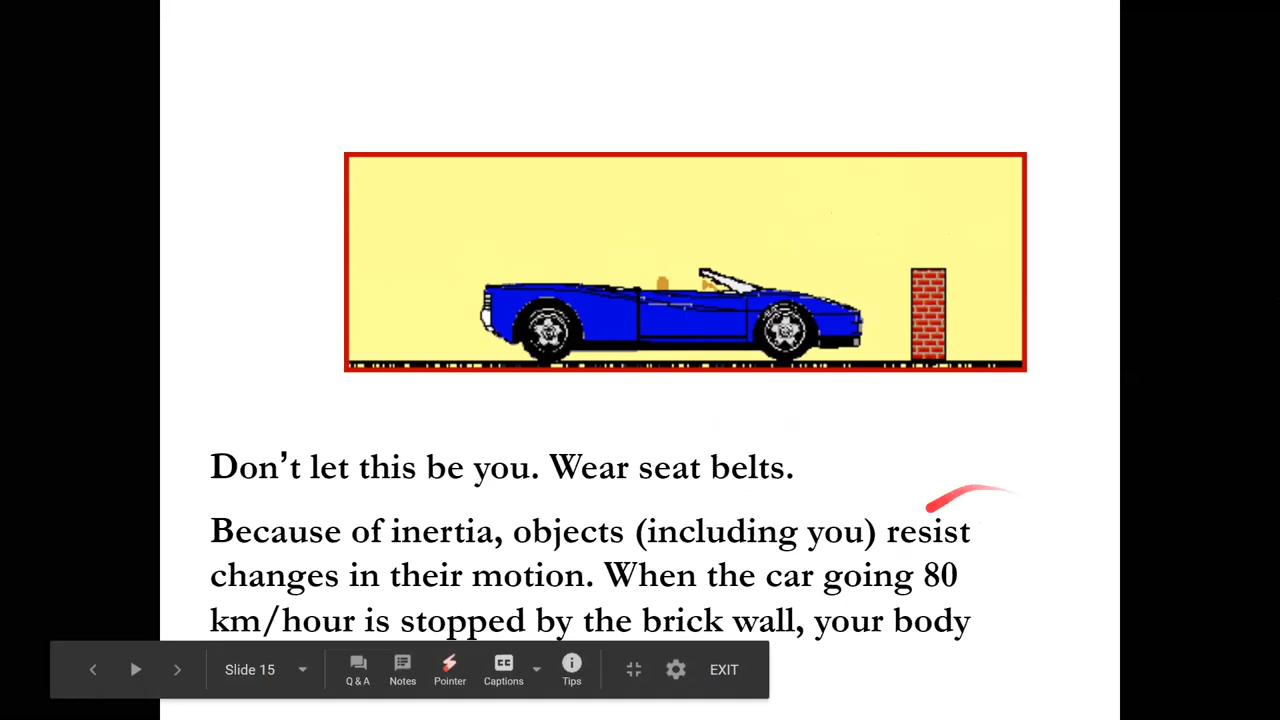 Don’t let this be you. Wear seat belts.
Because of inertia, objects (including you) resist
changes in their motion. When the car going 80
km/hour is stopped by the brick wall, your body
Slide 15
Q & A
Notes
Pointer
CC
Captions
Tips
EXIT